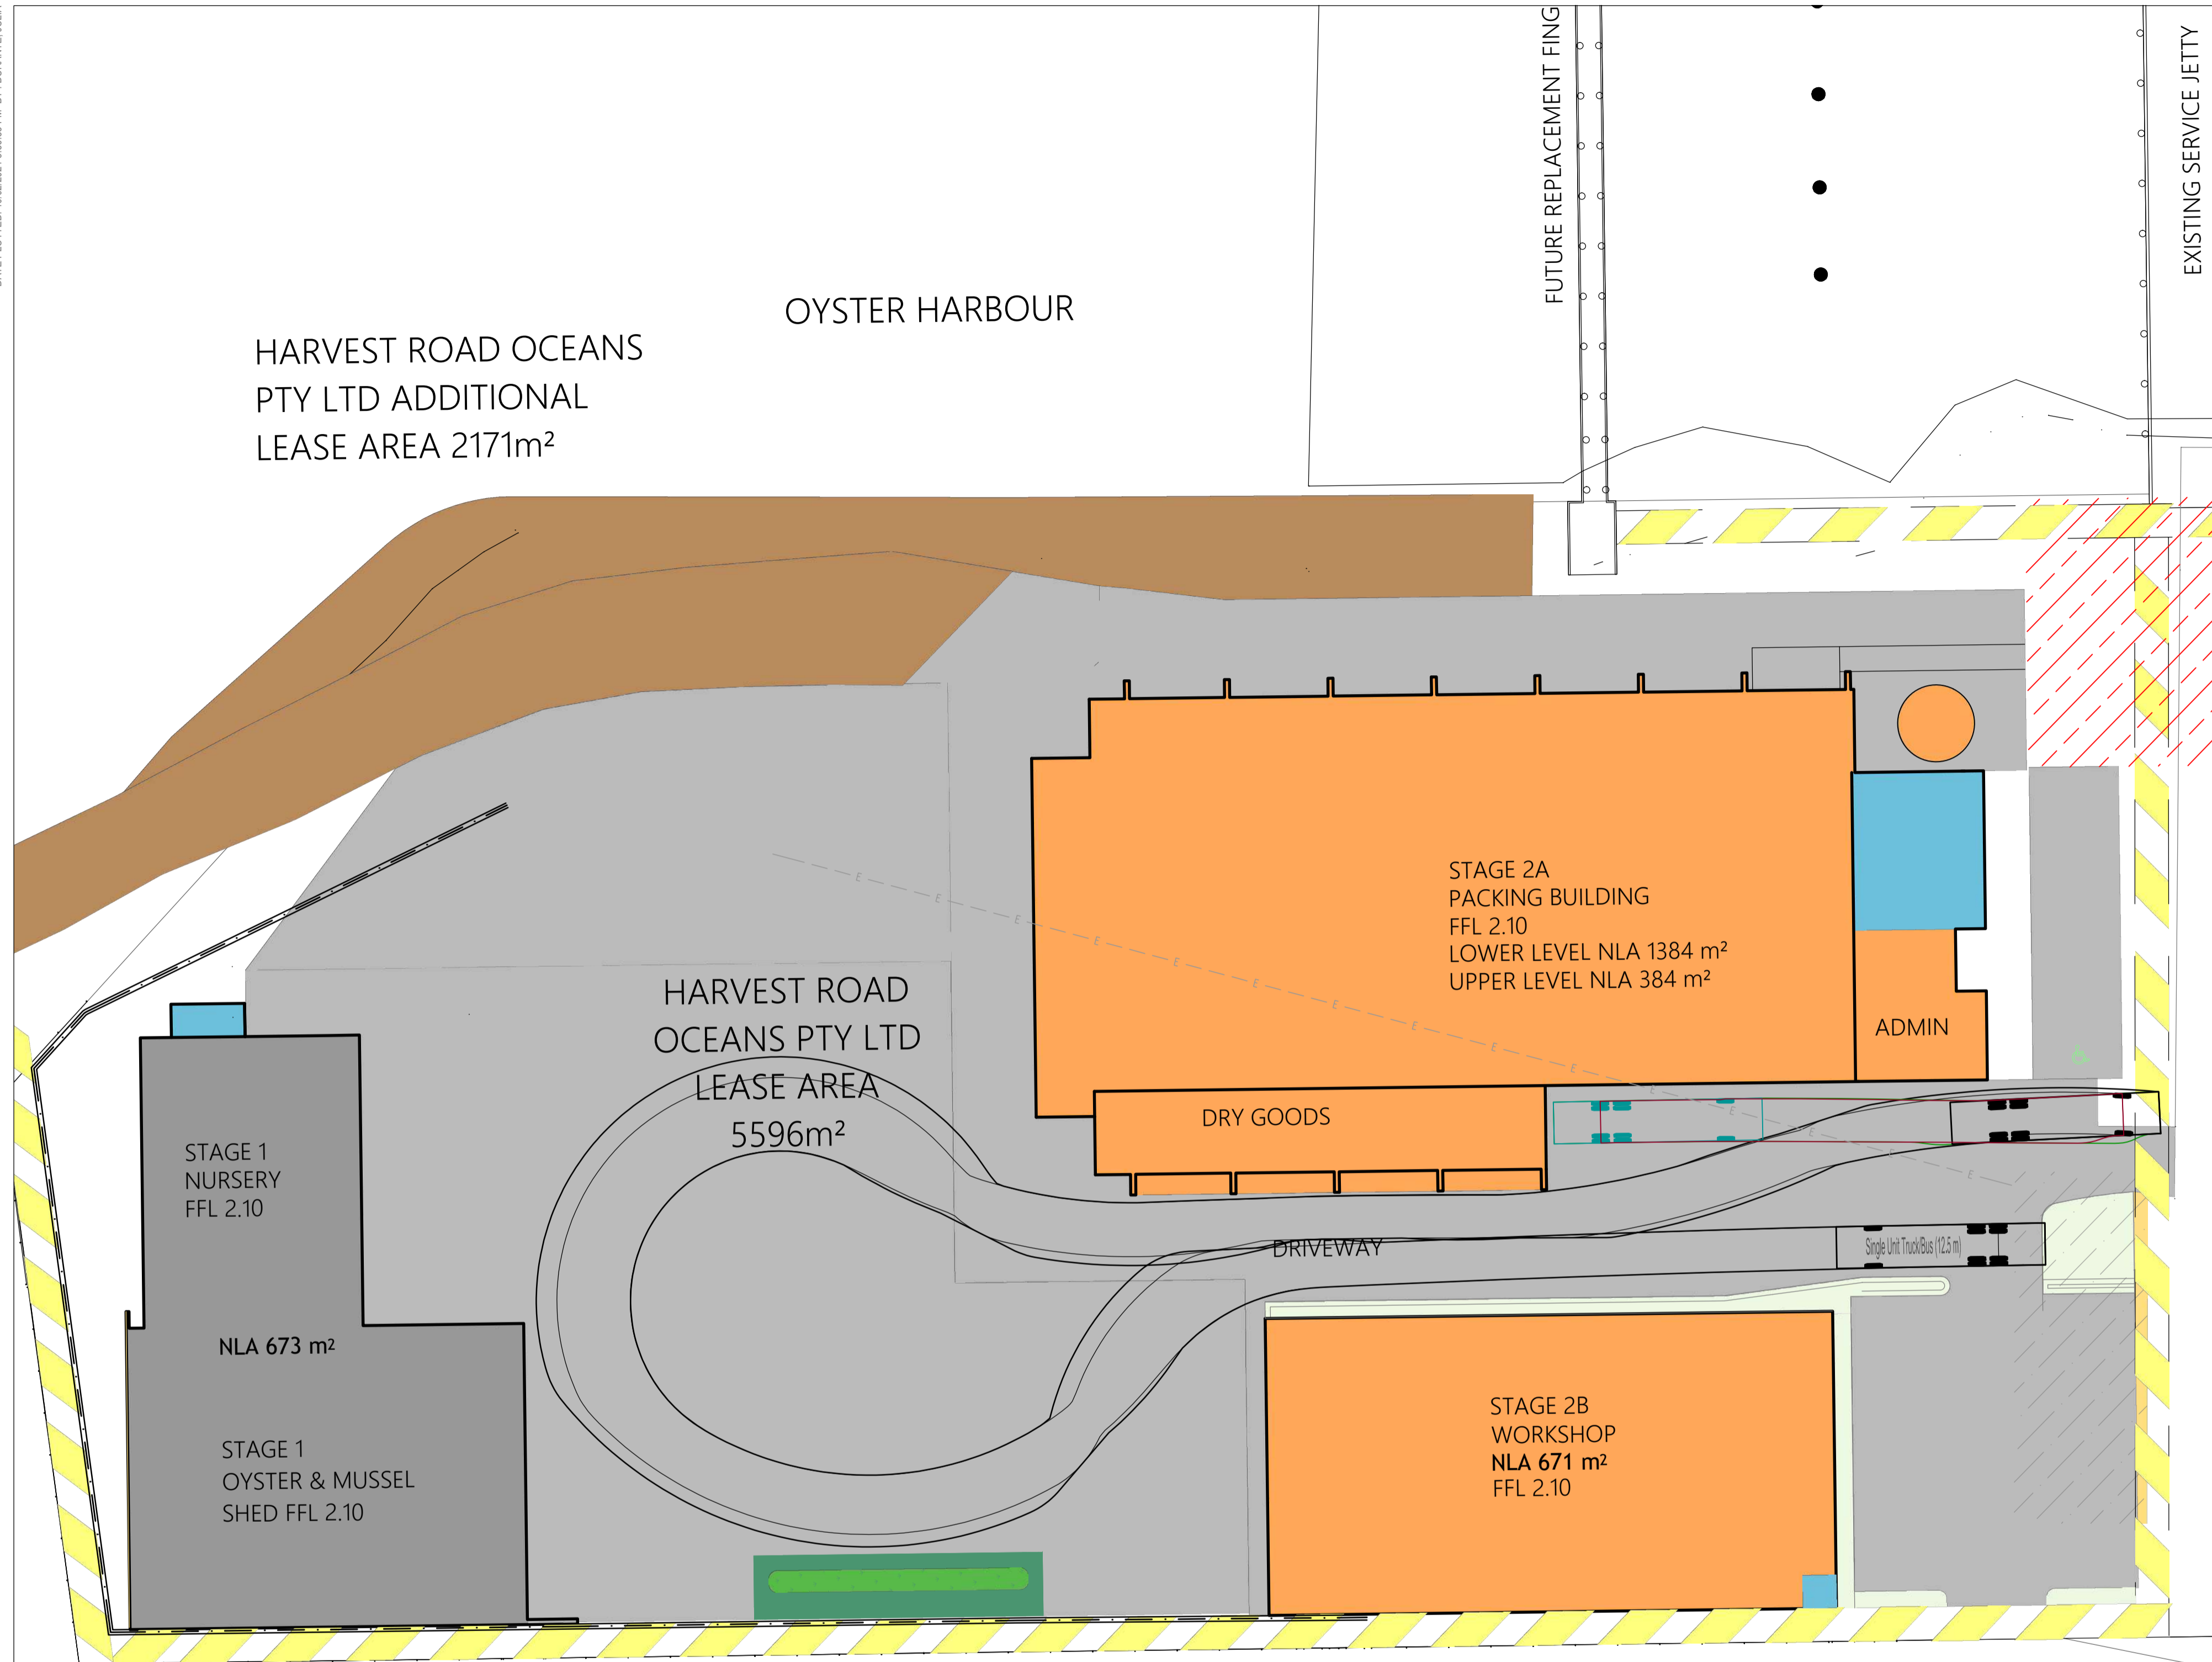 FUTURE REPLACEMENT FING
EXISTING SERVICE JETTY
OYSTER HARBOUR
HARVEST ROAD OCEANS
PTY LTD ADDITIONAL
LEASE AREA 2171m²
STAGE 2A
PACKING BUILDING
FFL 2.10
LOWER LEVEL NLA 1384 m²
UPPER LEVEL NLA 384 m²
ADMIN
HARVEST ROAD
OCEANS PTY LTD
LEASE AREA
5596m²
DRY GOODS
STAGE 1
NURSERY
FFL 2.10
NLA 673 m²
STAGE 1
OYSTER & MUSSEL
SHED FFL 2.10
DRIVEWAY
Single Unit Truck/Bus (12.5 m)
STAGE 2B
WORKSHOP
NLA 671 m²
FFL 2.10
E E E E E E E E E E E E E E E